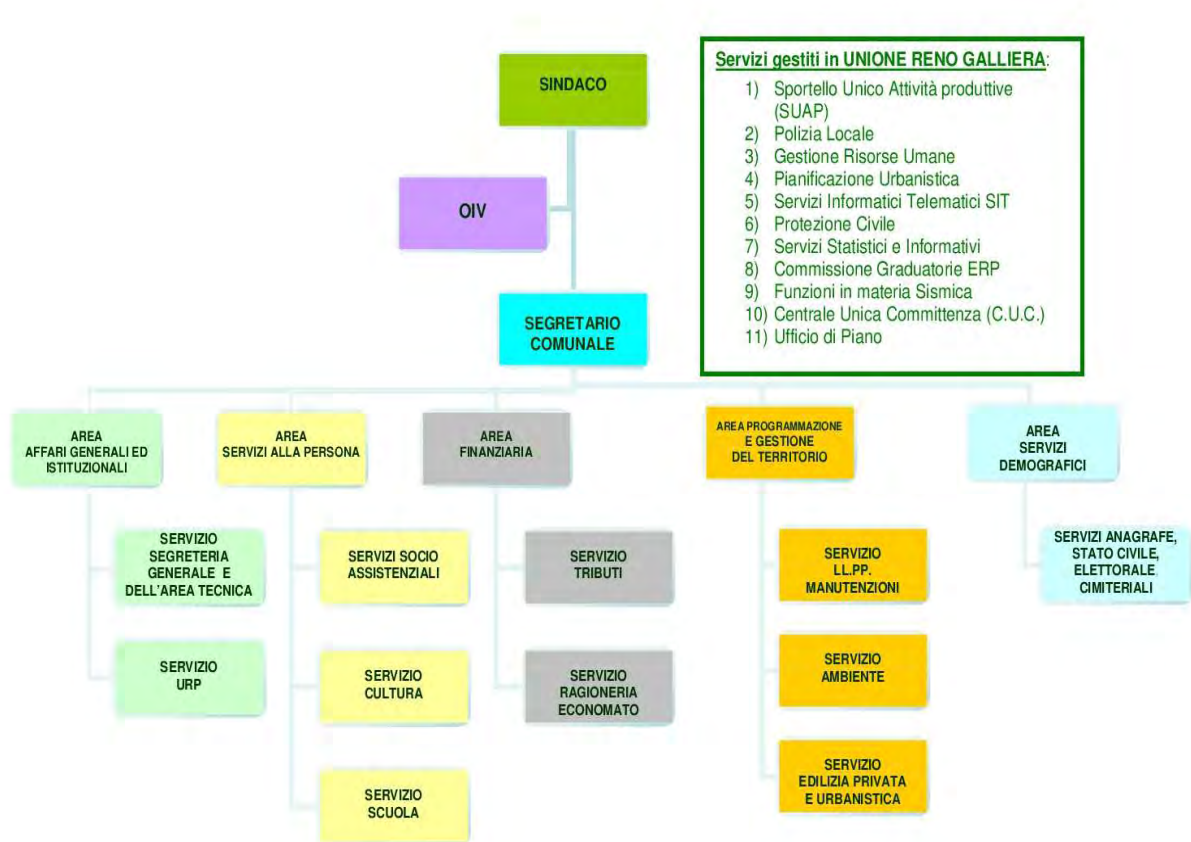 SINDACO
OIV
SEGRETARIO
COMUNALE
Servizi gestiti in UNIONE RENO GALLIERA:
1) Sportello Unico Attività produttive
(SUAP)
2) Polizia Locale
3) Gestione Risorse Umane
4) Pianificazione Urbanistica
5) Servizi Informatici Telematici SIT
6) Protezione Civile
7) Servizi Statistici e Informativi
8) Commissione Graduatorie ERP
9) Funzioni in materia Sismica
10) Centrale Unica Committenza (C.U.C.)
11) Ufficio di Piano
AREA
AFFARI GENERALI ED
ISTITUZIONALI
AREA
SERVIZI ALLA PERSONA
AREA
FINANZIARIA
AREA PROGRAMMAZIONE
E GESTIONE
DEL TERRITORIO
AREA
SERVIZI
DEMOGRAFICI
SERVIZIO
SEGRETERIA
GENERALE E
DELL'AREA TECNICA
SERVIZI SOCIO
ASSISTENZIALI
SERVIZIO
TRIBUTI
SERVIZIO
LL.PP.
MANUTENZIONI
SERVIZI ANAGRAFE,
STATO CIVILE,
ELETTORALE
CIMITERIALI
SERVIZIO
URP
SERVIZIO
CULTURA
SERVIZIO
RAGIONERIA
ECONOMATO
SERVIZIO
AMBIENTE
SERVIZIO
SCUOLA
SERVIZIO
EDILIZIA PRIVATA
E URBANISTICA